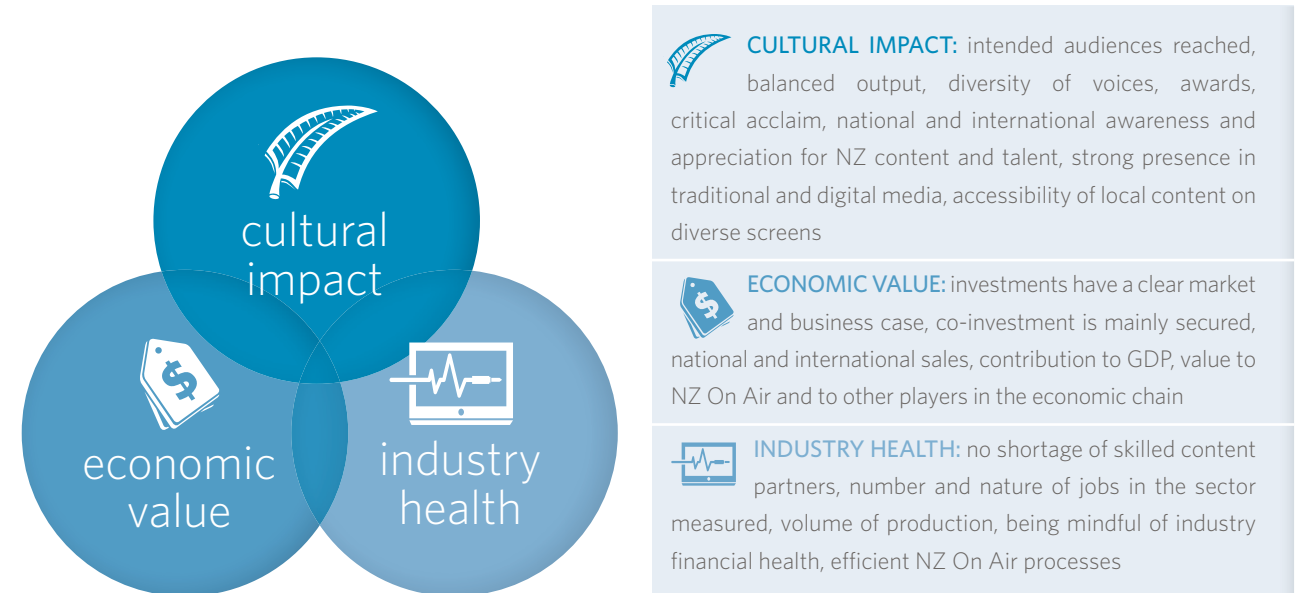 cultural
impact
economic
value
industry
health
CULTURAL IMPACT: intended audiences reached,
balanced output, diversity of voices, awards,
critical acclaim, national and international awareness and
appreciation for NZ content and talent, strong presence in
traditional and digital media, accessibility of local content on
diverse screens
ECONOMIC VALUE: investments have a clear market
and business case, co-investment is mainly secured,
national and international sales, contribution to GDP, value to
NZ On Air and to other players in the economic chain
INDUSTRY HEALTH: no shortage of skilled content
partners, number and nature of jobs in the sector
measured, volume of production, being mindful of industry
financial health, efficient NZ On Air processes